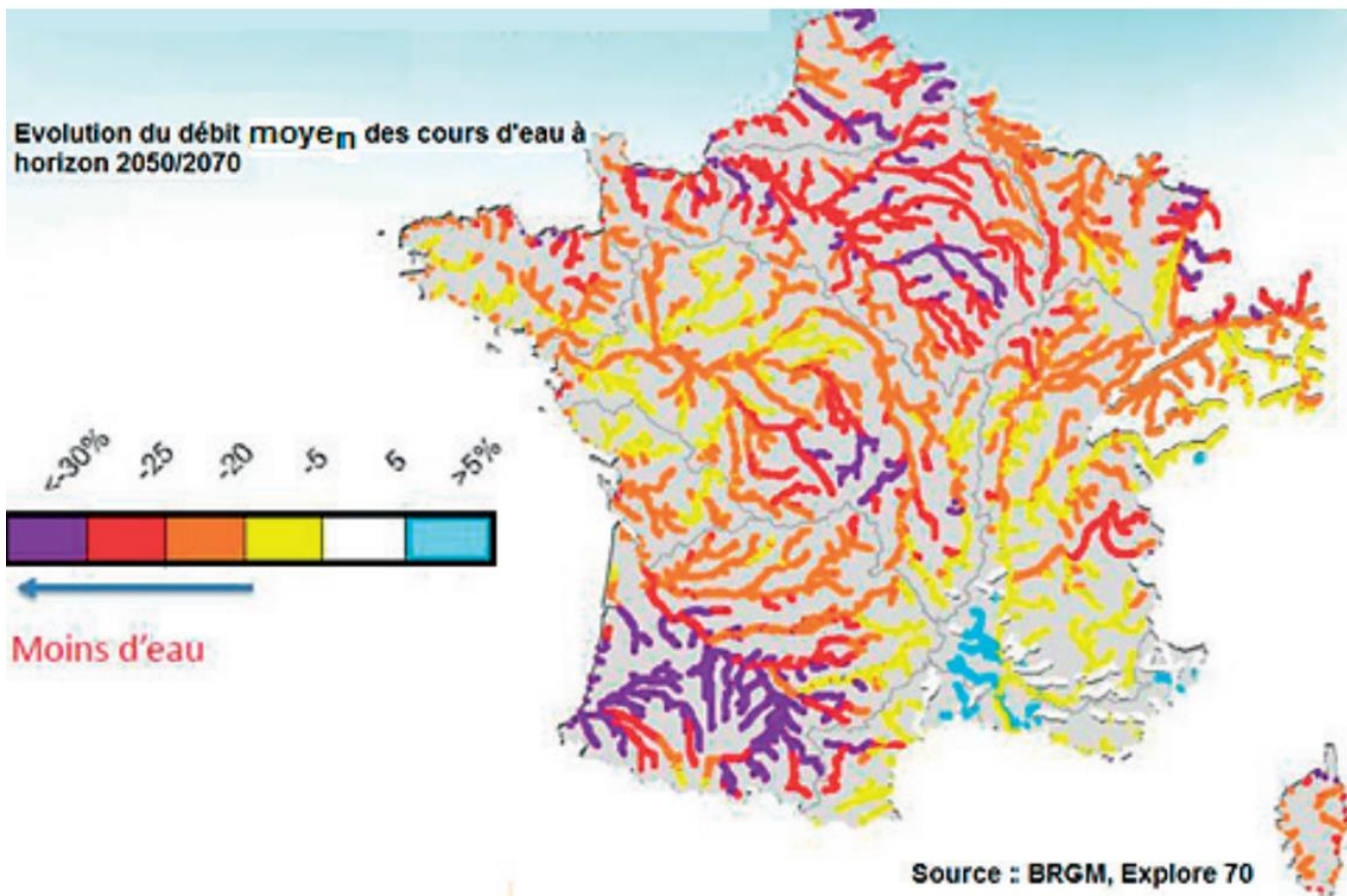 Evolution du débit moyen des cours d'eau à
horizon 2050/2070
<-30% -25 -20 -5 5 >5%
Moins d'eau
Source : BRGM, Explore 70